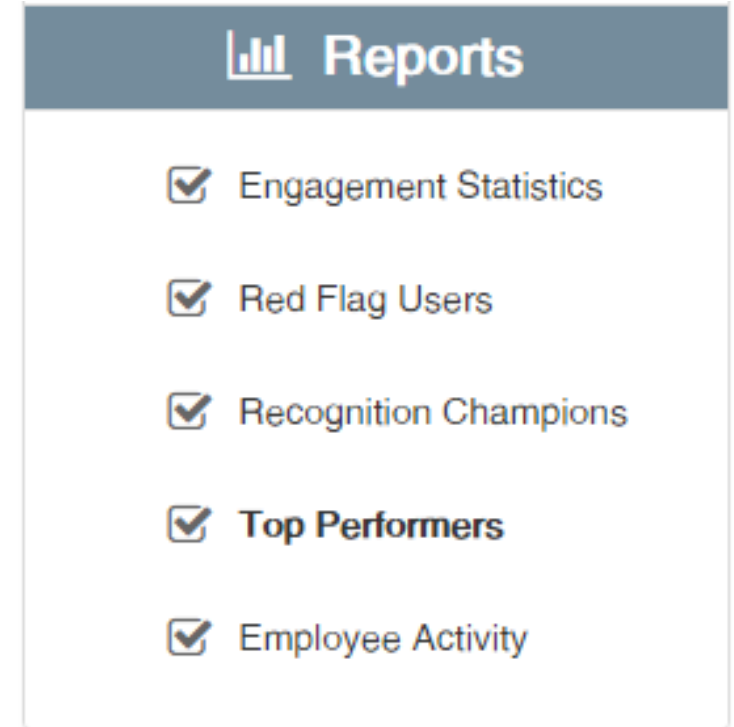 Reports
Engagement Statistics
Red Flag Users
Recognition Champions
Top Performers
Employee Activity